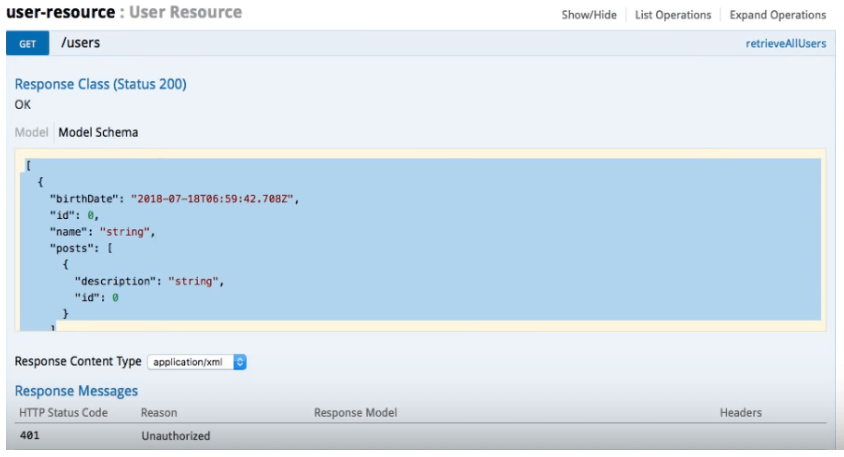 user-resource : User Resource
Show/Hide List Operations Expand Operations
GET /users retrieveAllUsers
Response Class (Status 200)
OK
Model Model Schema
[
{
"birthDate": "2018-07-18T06:59:42.708Z",
"id": 0,
"name": "string",
"posts": [
{
"description": "string",
"id": 0
}
]
Response Content Type application/xml
Response Messages
HTTP Status Code Reason Response Model Headers
401 Unauthorized